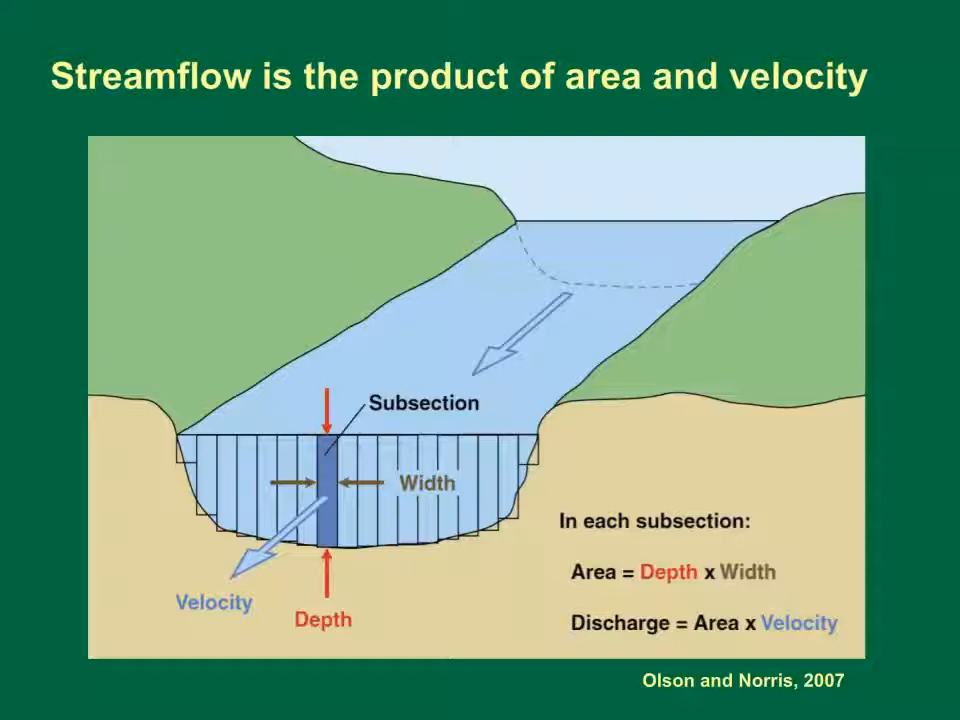 Streamflow is the product of area and velocity
Subsection
Width
In each subsection:
Area = Depth x Width
Velocity
Depth
Discharge = Area x Velocity
Olson and Norris, 2007